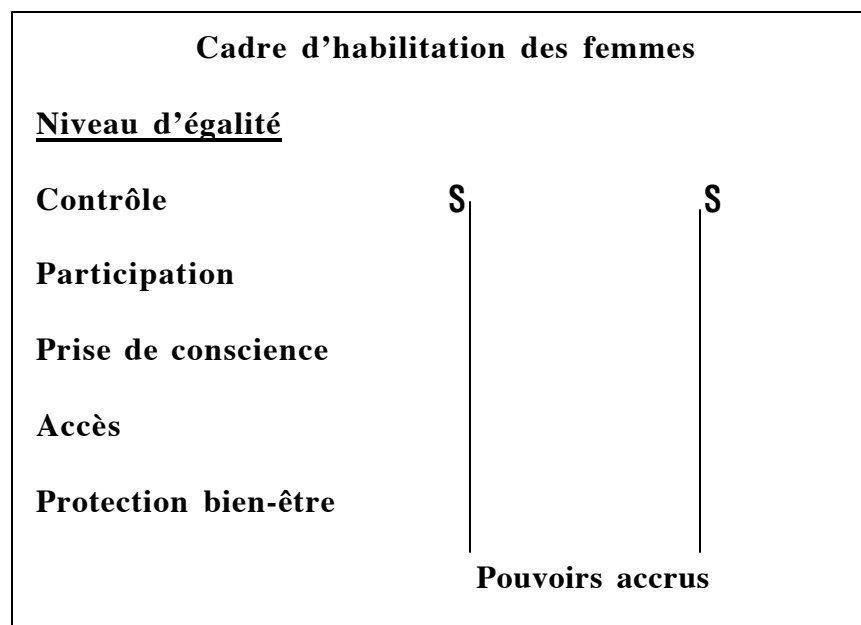 Cadre d’habilitation des femmes
Niveau d’égalité
Contrôle S S
Participation
Prise de conscience
Accès
Protection bien-être
Pouvoirs accrus